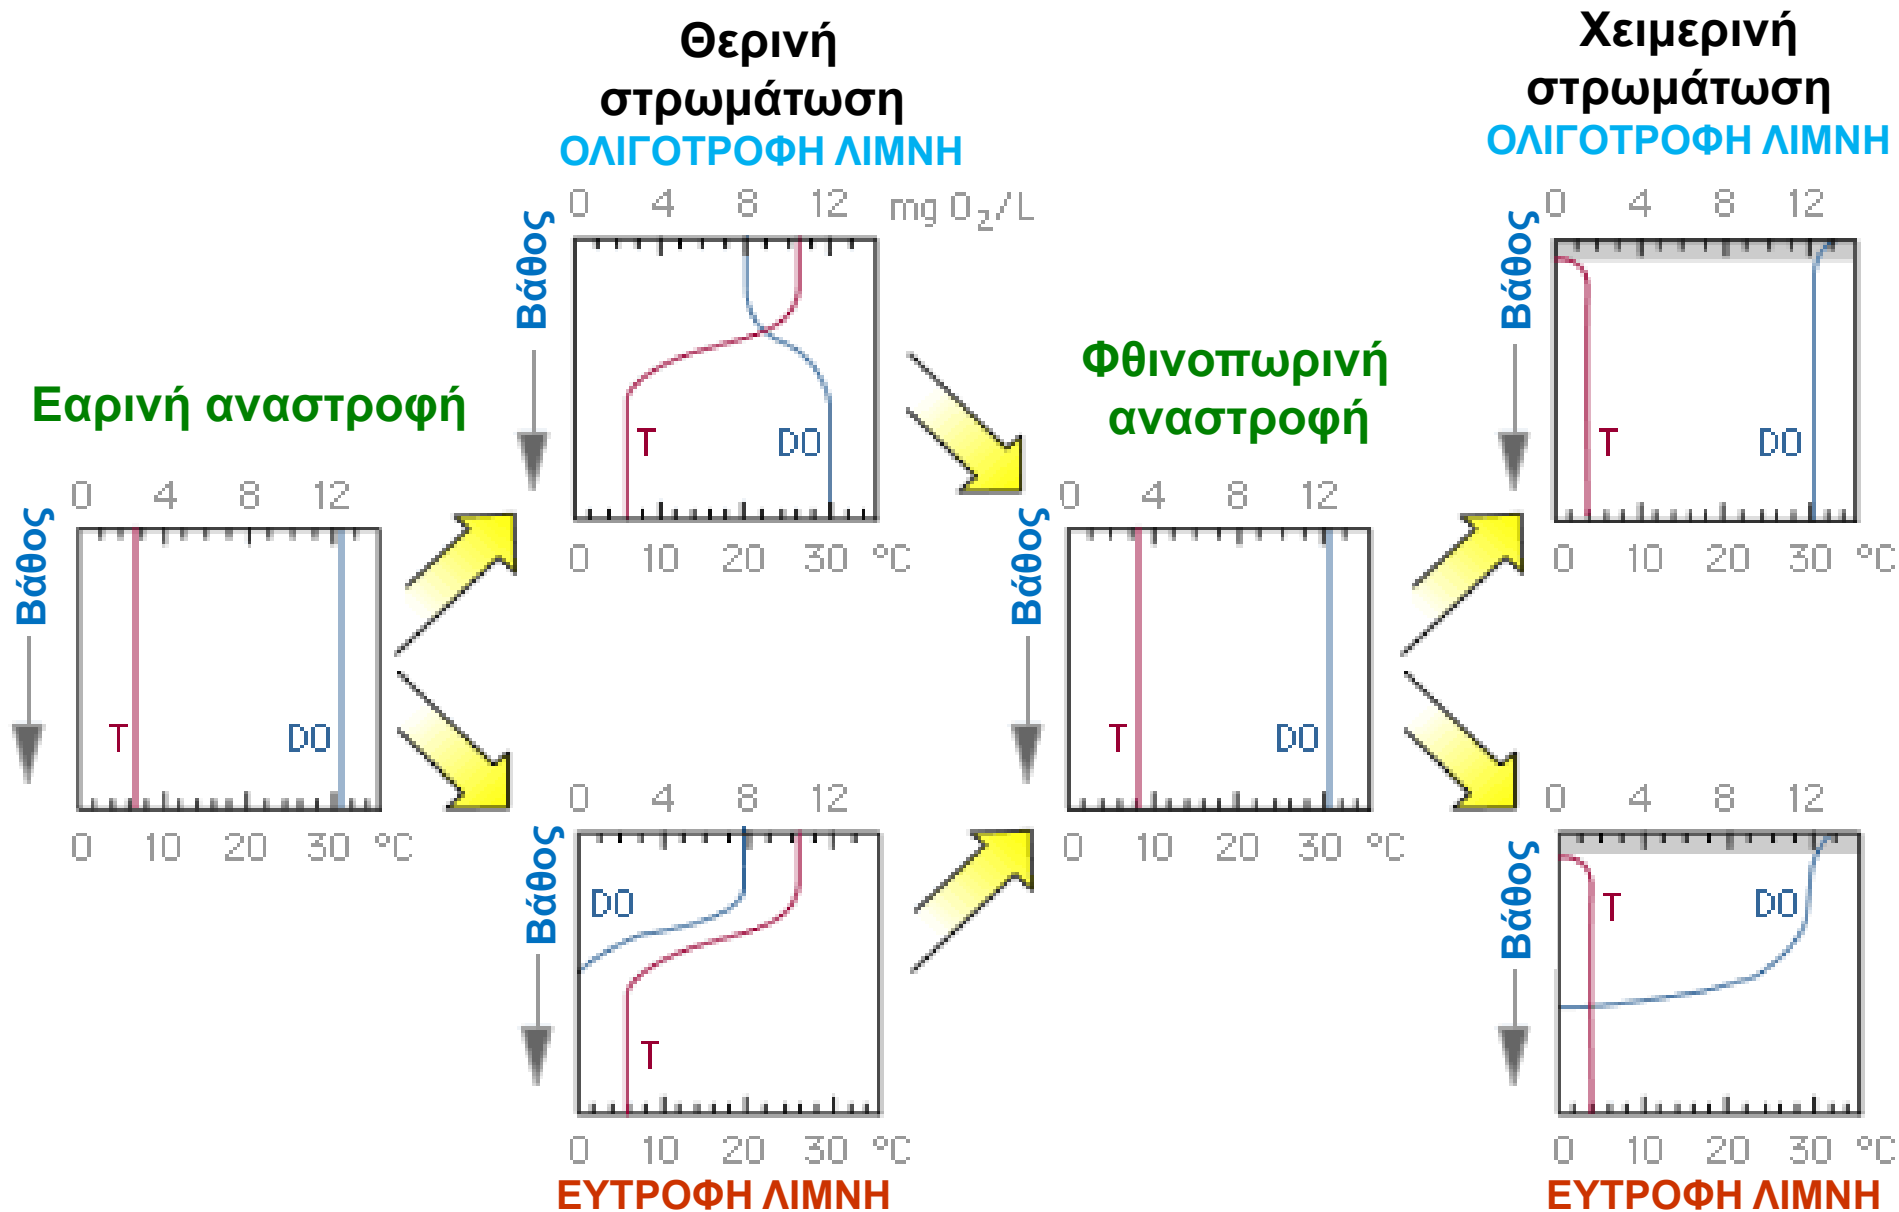 Θερινή
στρωμάτωση
ΟΛΙΓΟΤΡΟΦΗ ΛΙΜΝΗ
0 4 8 12 mg O₂/L
Βάθος
T DO
0 10 20 30 °C
Χειμερινή
στρωμάτωση
ΟΛΙΓΟΤΡΟΦΗ ΛΙΜΝΗ
0 4 8 12
Βάθος
T DO
0 10 20 30 °C
Εαρινή αναστροφή
0 4 8 12
Βάθος
T DO
0 10 20 30 °C
Φθινοπωρινή
αναστροφή
0 4 8 12
Βάθος
T DO
0 10 20 30 °C
0 4 8 12
Βάθος
DO
T
0 10 20 30 °C
ΕΥΤΡΟΦΗ ΛΙΜΝΗ
0 4 8 12
Βάθος
T DO
0 10 20 30 °C
ΕΥΤΡΟΦΗ ΛΙΜΝΗ